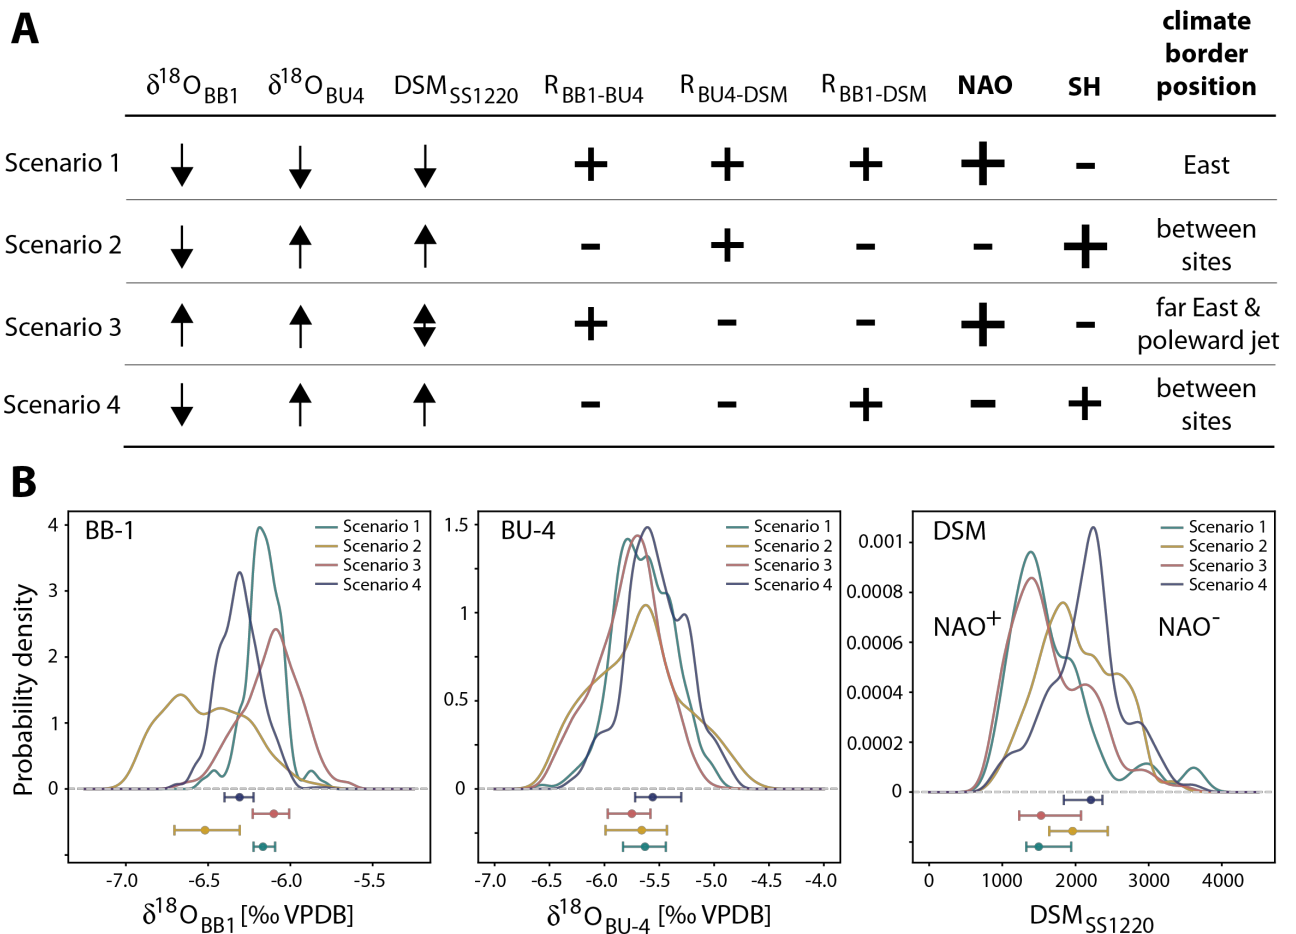 A
climate
border
position
δ18OBB1 δ18OBU4 DSMSS1220 RBB1-BU4 RBU4-DSM RBB1-DSM NAO SH
Scenario 1 ↓ ↓ ↓ + + + + - East
Scenario 2 ↓ ↑ ↑ - + - - + between
sites
Scenario 3 ↑ ↑ ↕ + - - + - far East &
poleward jet
Scenario 4 ↓ ↑ ↑ - - + - + between
sites
B
Probability density
BB-1
Scenario 1
Scenario 2
Scenario 3
Scenario 4
4
3
2
1
0
-7.0 -6.5 -6.0 -5.5
δ18OBB1 [‰ VPDB]
BU-4
Scenario 1
Scenario 2
Scenario 3
Scenario 4
1.5
1
0.5
0
-7.0 -6.5 -6.0 -5.5 -5.0 -4.5 -4.0
δ18OBU-4 [‰ VPDB]
DSM
Scenario 1
Scenario 2
Scenario 3
Scenario 4
NAO+ NAO-
0.001
0.0008
0.0006
0.0004
0.0002
0
0 1000 2000 3000 4000
DSMSS1220